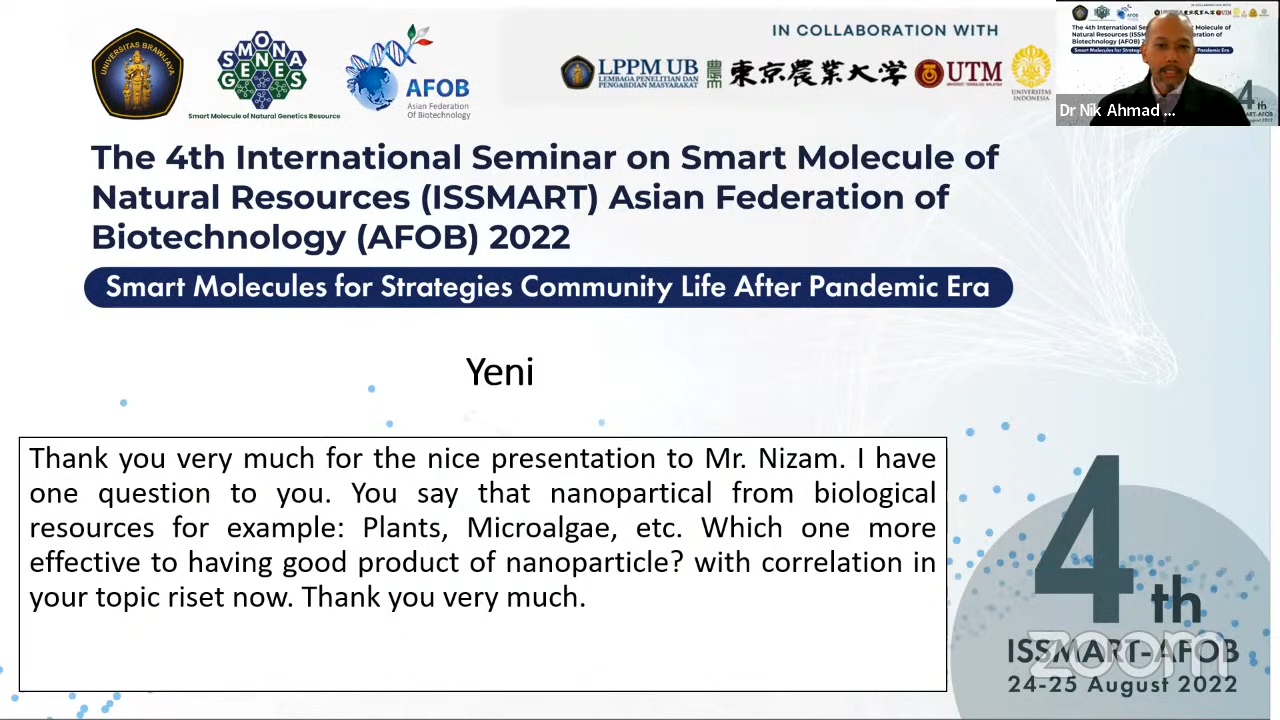 UNIVERSITAS BRAWIJAYA
SMONAGENES
Smart Molecule of Natural Genetics Resource
AFOB
Asian Federation
Of Biotechnology
IN COLLABORATION WITH
LPPM UB
LEMBAGA PENELITIAN DAN
PENGABDIAN MASYARAKAT
東京農業大学
UTM
UNIVERSITI TEKNOLOGI MALAYSIA
UNIVERSITAS
INDONESIA
Dr Nik Ahmad ...
The 4th International Seminar on Smart Molecule of
Natural Resources (ISSMART) Asian Federation of
Biotechnology (AFOB) 2022
Smart Molecules for Strategies Community Life After Pandemic Era
Yeni
Thank you very much for the nice presentation to Mr. Nizam. I have
one question to you. You say that nanopartical from biological
resources for example: Plants, Microalgae, etc. Which one more
effective to having good product of nanoparticle? with correlation in
your topic riset now. Thank you very much.
4th
ISSMART-AFOB
24-25 August 2022
zoom